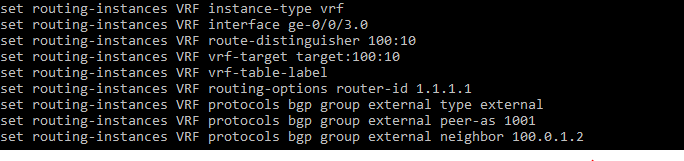 set routing-instances VRF instance-type vrf
set routing-instances VRF interface ge-0/0/3.0
set routing-instances VRF route-distinguisher 100:10
set routing-instances VRF vrf-target target:100:10
set routing-instances VRF vrf-table-label
set routing-instances VRF routing-options router-id 1.1.1.1
set routing-instances VRF protocols bgp group external type external
set routing-instances VRF protocols bgp group external peer-as 1001
set routing-instances VRF protocols bgp group external neighbor 100.0.1.2